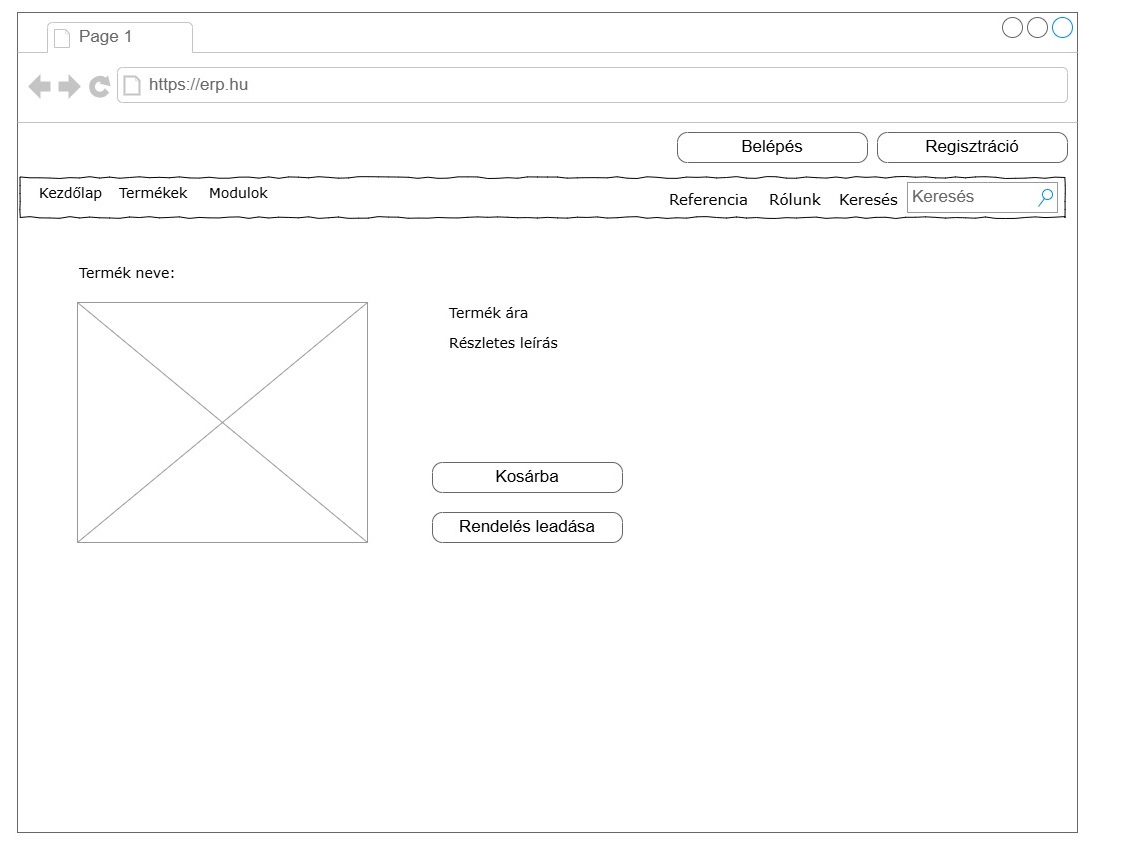 Page 1
https://erp.hu
Belépés Regisztráció
Kezdőlap Termékek Modulok Referencia Rólunk Keresés Keresés
Termék neve:
Termék ára
Részletes leírás
Kosárba
Rendelés leadása